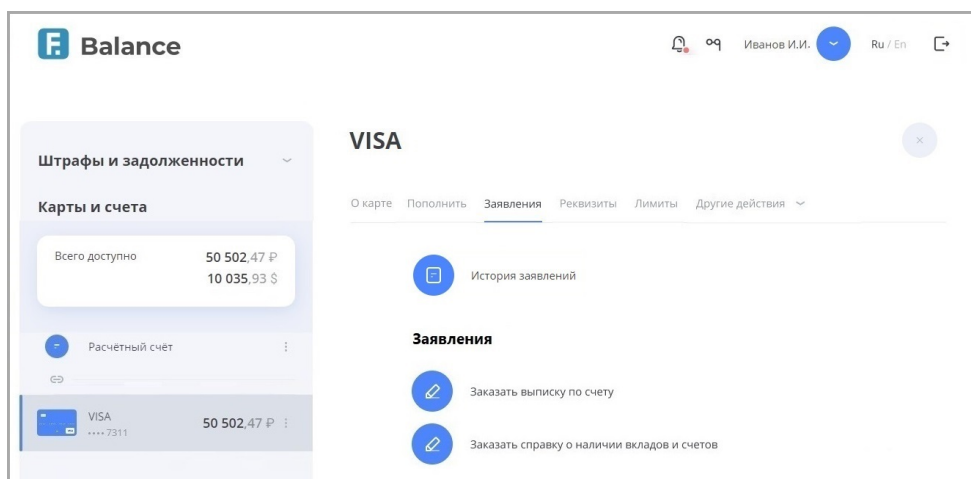 F. Balance
Иванов И.И.
Ru / En
Штрафы и задолженности
Карты и счета
Всего доступно
50 502,47 ₽
10 035,93 $
Расчётный счёт
VISA
•••• 7311
50 502,47 ₽
VISA
О карте Пополнить Заявления Реквизиты Лимиты Другие действия
История заявлений
Заявления
Заказать выписку по счету
Заказать справку о наличии вкладов и счетов